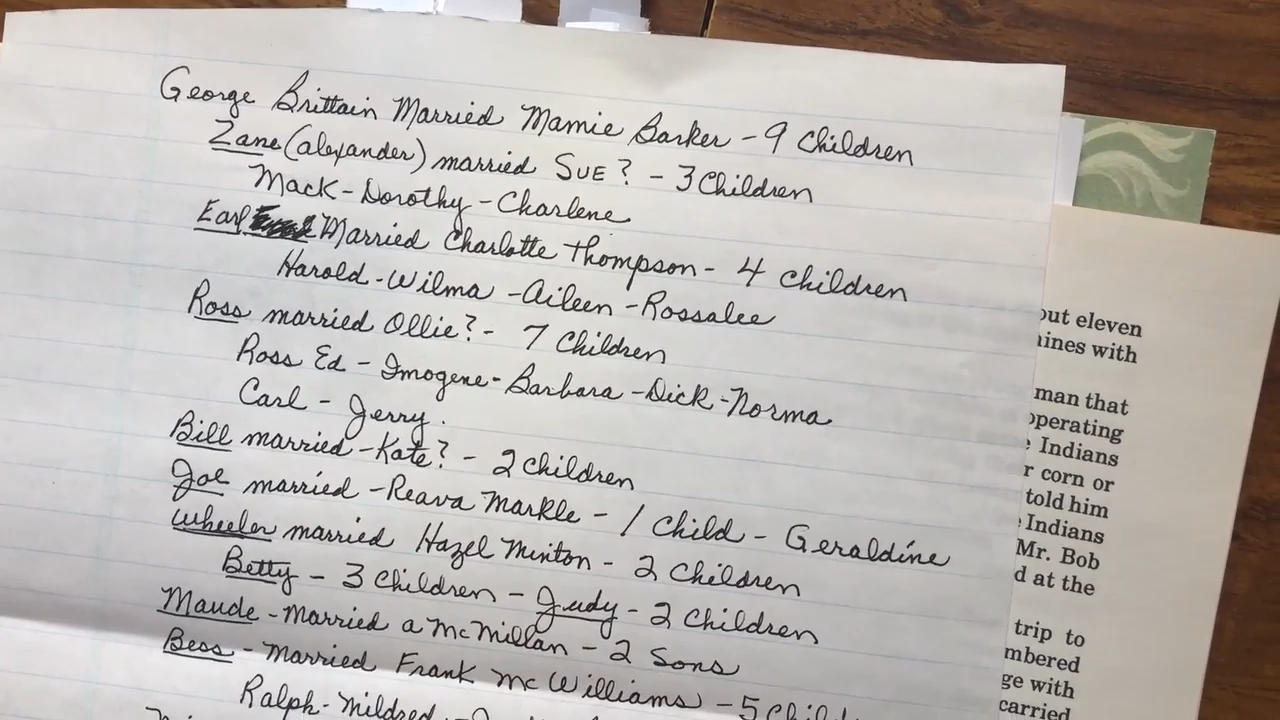 George Brittain Married Mamie Barker - 9 Children
Zane (alexander) married SUE? - 3 Children
Mack - Dorothy - Charlene
Earl Married Charlotte Thompson - 4 Children
Harold - Wilma - Aileen - Rossalee
Ross married Ollie? - 7 Children
Ross Ed - Imogene - Barbara - Dick - Norma
Carl - Jerry.
Bill married - Kate? - 2 Children
Joe married - Reava Markle - 1 Child - Geraldine
Wheeler married Hazel Minton - 2 Children
Betty - 3 Children - Judy - 2 Children
Maude - Married a McMillan - 2 Sons
Bess - Married Frank McWilliams - 5
Ralph - Mildred -
out eleven
with
man that
operating
Indians
corn or
told him
Indians
Mr. Bob
at the
trip to
with
carried